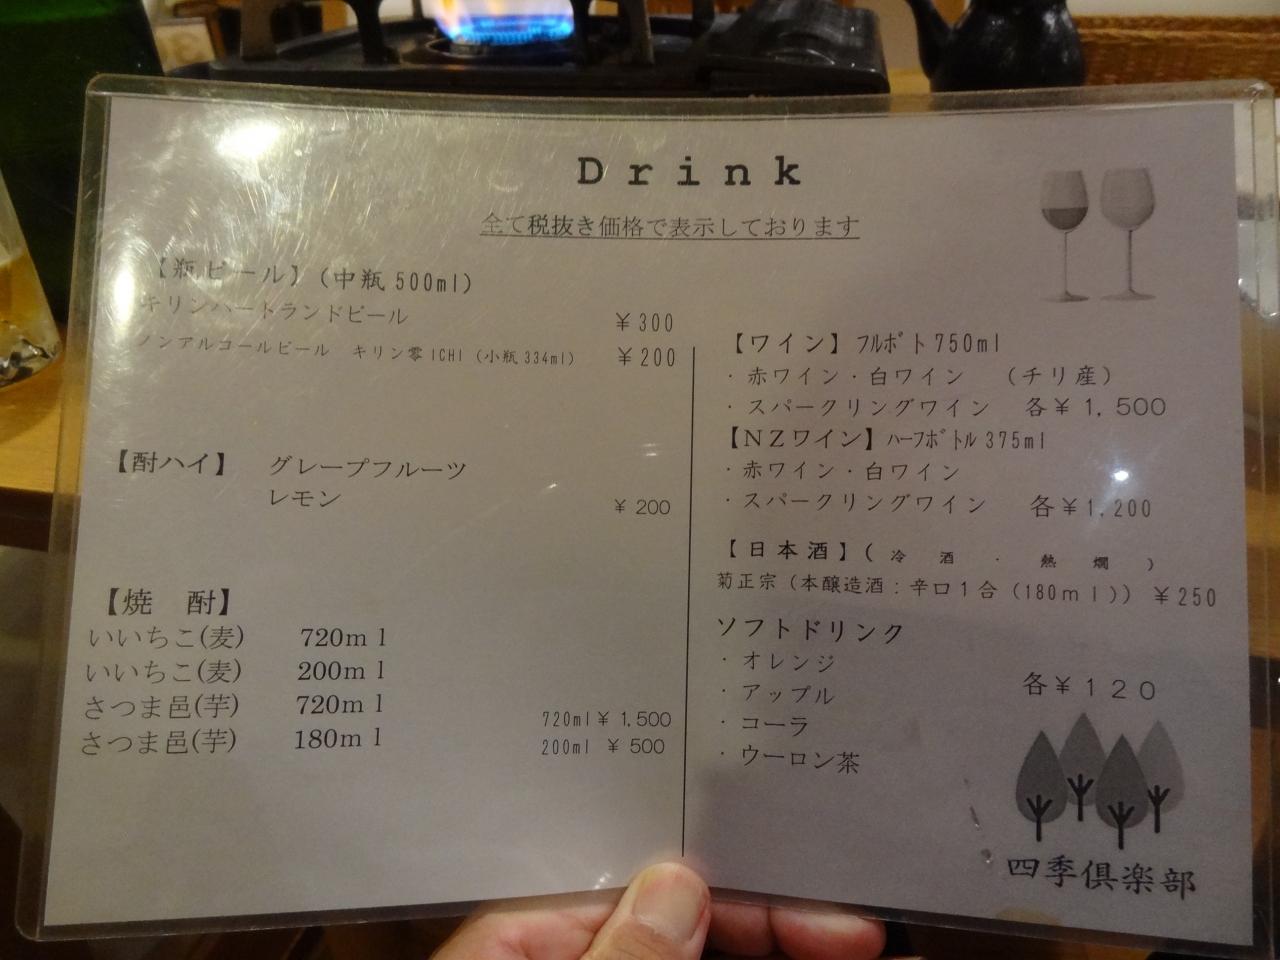 Drink
全て税抜き価格で表示しております
【瓶ビール】(中瓶500ml)
キリンハートランドビール ¥300
ノンアルコールビール キリン零ICHI (小瓶334ml) ¥200
【酎ハイ】 グレープフルーツ
レモン ¥200
【焼 酎】
いいちこ(麦) 720ml
いいちこ(麦) 200ml
さつま邑(芋) 720ml 720ml¥1,500
さつま邑(芋) 180ml 200ml ¥500
【ワイン】ﾌﾙﾎﾞﾄ750ml
・赤ワイン・白ワイン (チリ産)
・スパークリングワイン 各¥1,500
【NZワイン】ﾊｰﾌﾎﾞﾄﾙ375ml
・赤ワイン・白ワイン
・スパークリングワイン 各¥1,200
【日本酒】(冷酒・熱燗)
菊正宗(本醸造酒:辛口1合(180ml)) ¥250
ソフトドリンク
・オレンジ
・アップル 各¥120
・コーラ
・ウーロン茶
四季倶楽部